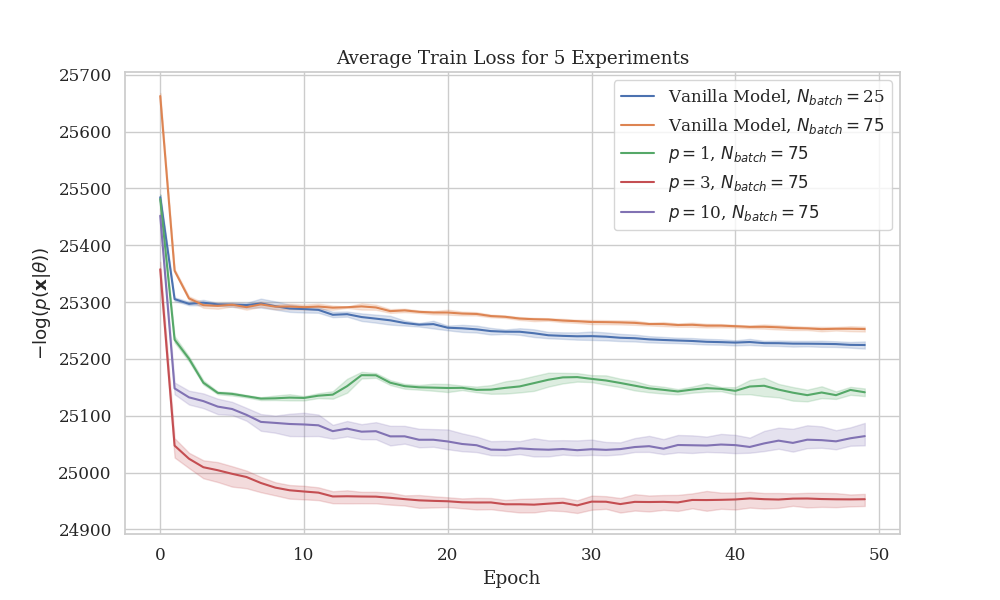 Average Train Loss for 5 Experiments
25700
25600
25500
25400
25300
25200
25100
25000
24900
−log(p(𝐱|θ))
Vanilla Model, N_batch = 25
Vanilla Model, N_batch = 75
p = 1, N_batch = 75
p = 3, N_batch = 75
p = 10, N_batch = 75
0 10 20 30 40 50
Epoch